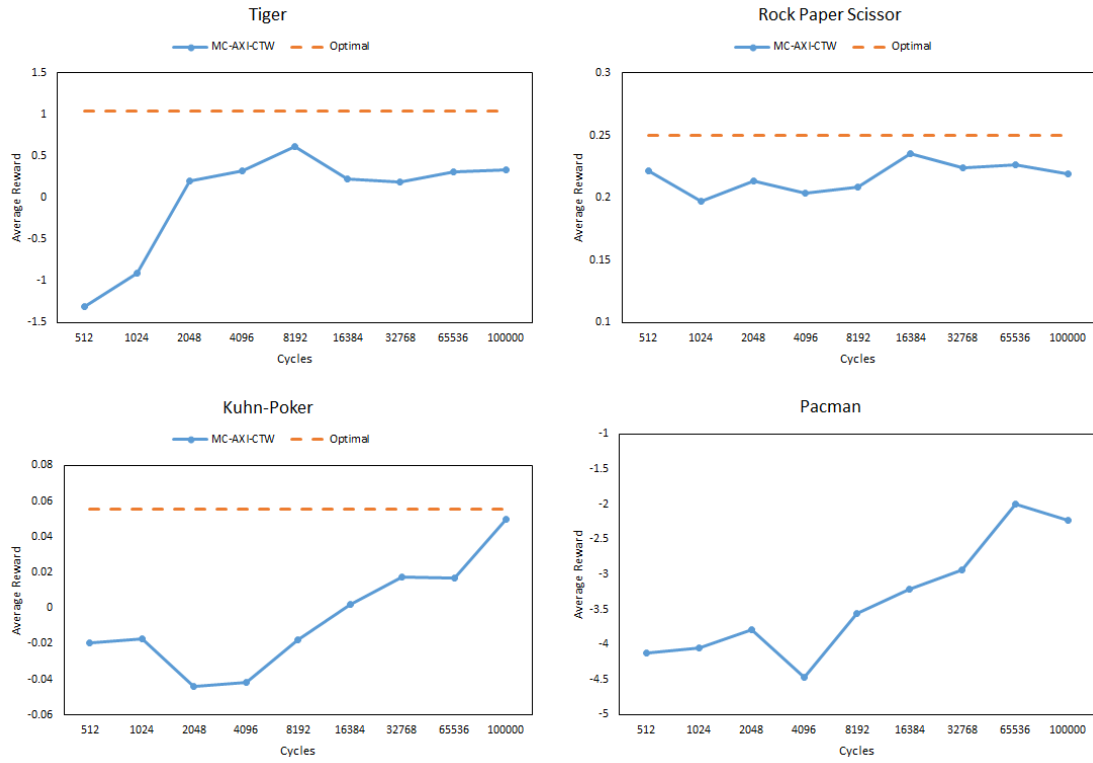 Tiger
MC-AXI-CTW Optimal
1.5
1
0.5
0
-0.5
-1
-1.5
Average Reward
512 1024 2048 4096 8192 16384 32768 65536 100000
Cycles
Rock Paper Scissor
MC-AXI-CTW Optimal
0.3
0.25
0.2
0.15
0.1
Average Reward
512 1024 2048 4096 8192 16384 32768 65536 100000
Cycles
Kuhn-Poker
MC-AXI-CTW Optimal
0.08
0.06
0.04
0.02
0
-0.02
-0.04
-0.06
Average Reward
512 1024 2048 4096 8192 16384 32768 65536 100000
Cycles
Pacman
-1
-1.5
-2
-2.5
-3
-3.5
-4
-4.5
-5
Average Reward
512 1024 2048 4096 8192 16384 32768 65536 100000
Cycles